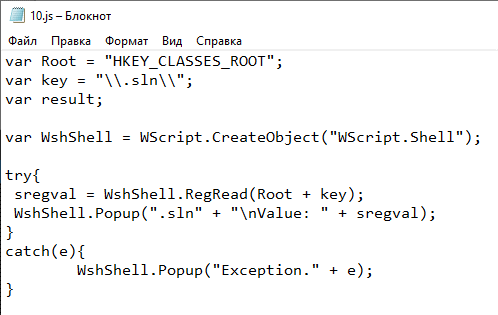 10.js – Блокнот
Файл Правка Формат Вид Справка
var Root = "HKEY_CLASSES_ROOT";
var key = "\\.sln\\";
var result;
var WshShell = WScript.CreateObject("WScript.Shell");
try{
 sregval = WshShell.RegRead(Root + key);
 WshShell.Popup(".sln" + "\nValue: " + sregval);
}
catch(e){
        WshShell.Popup("Exception." + e);
}